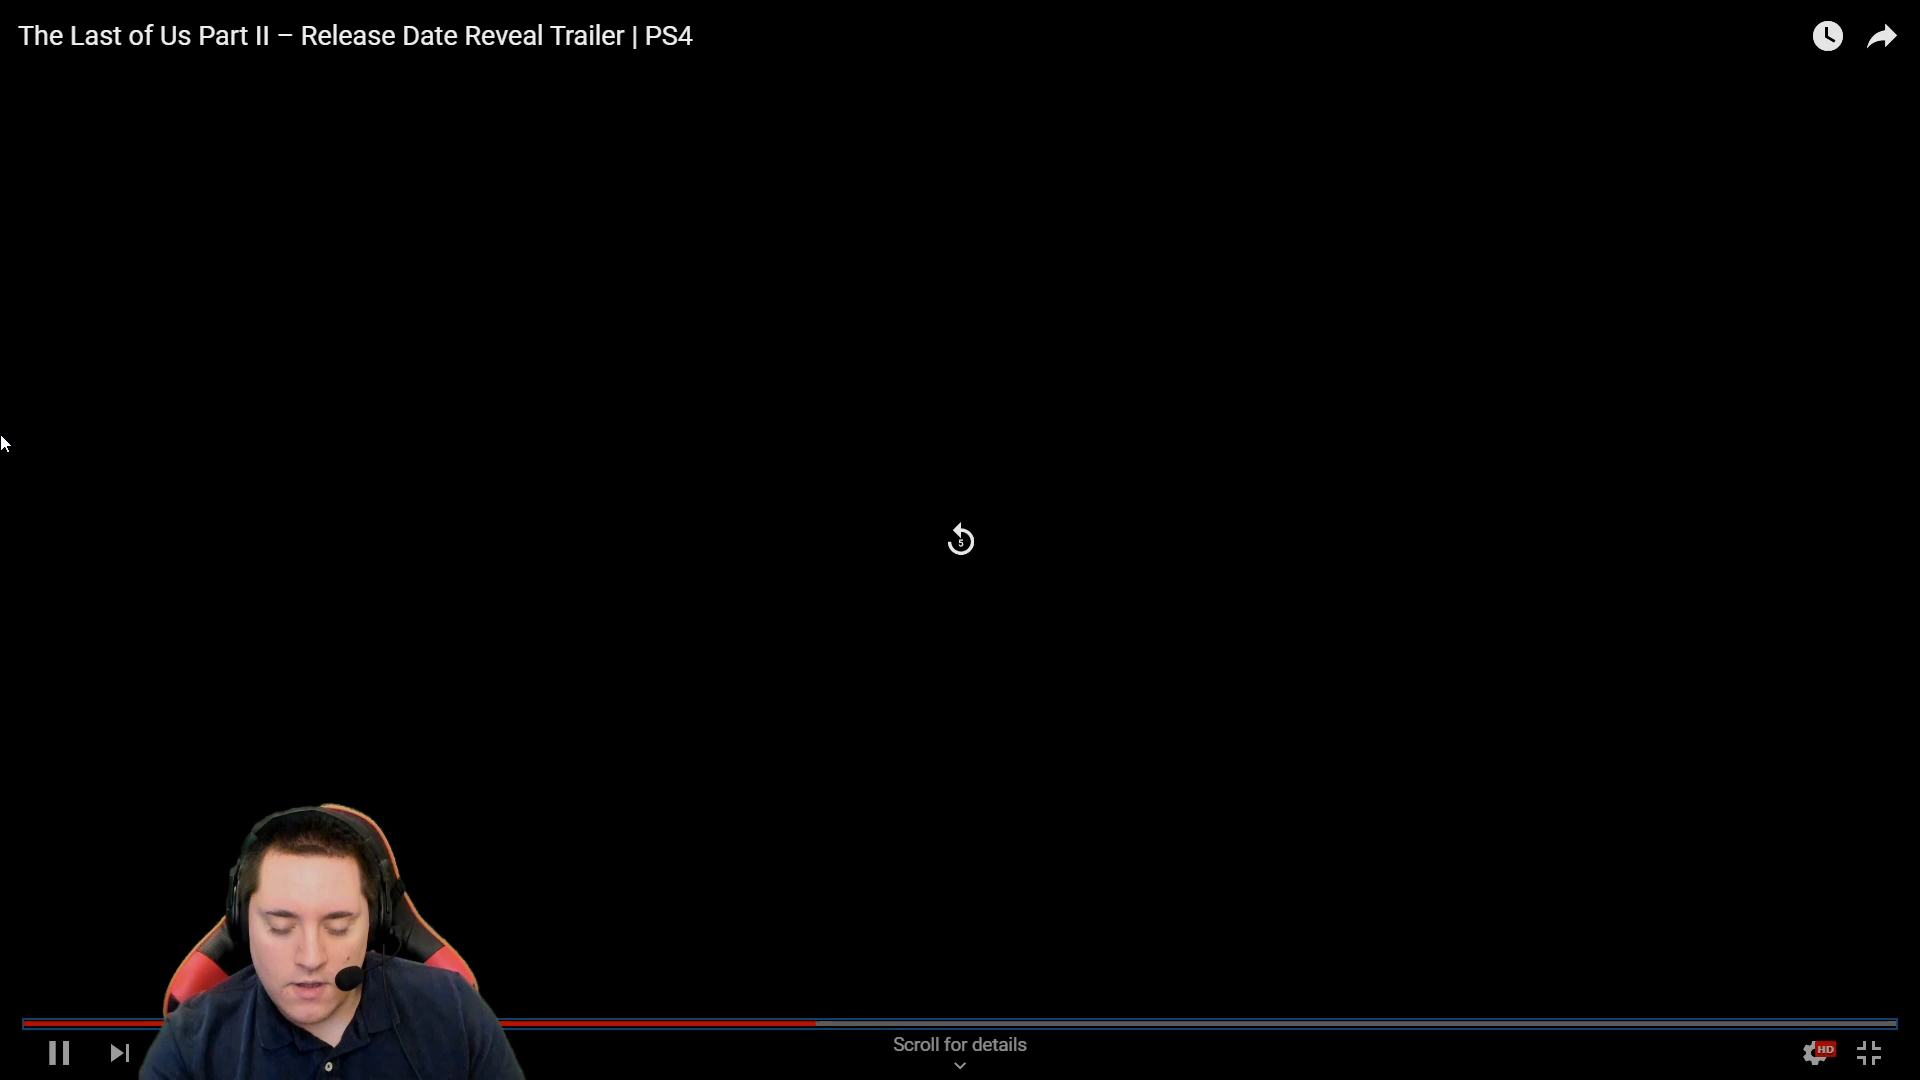 The Last of Us Part II – Release Date Reveal Trailer | PS4
5
Scroll for details
HD